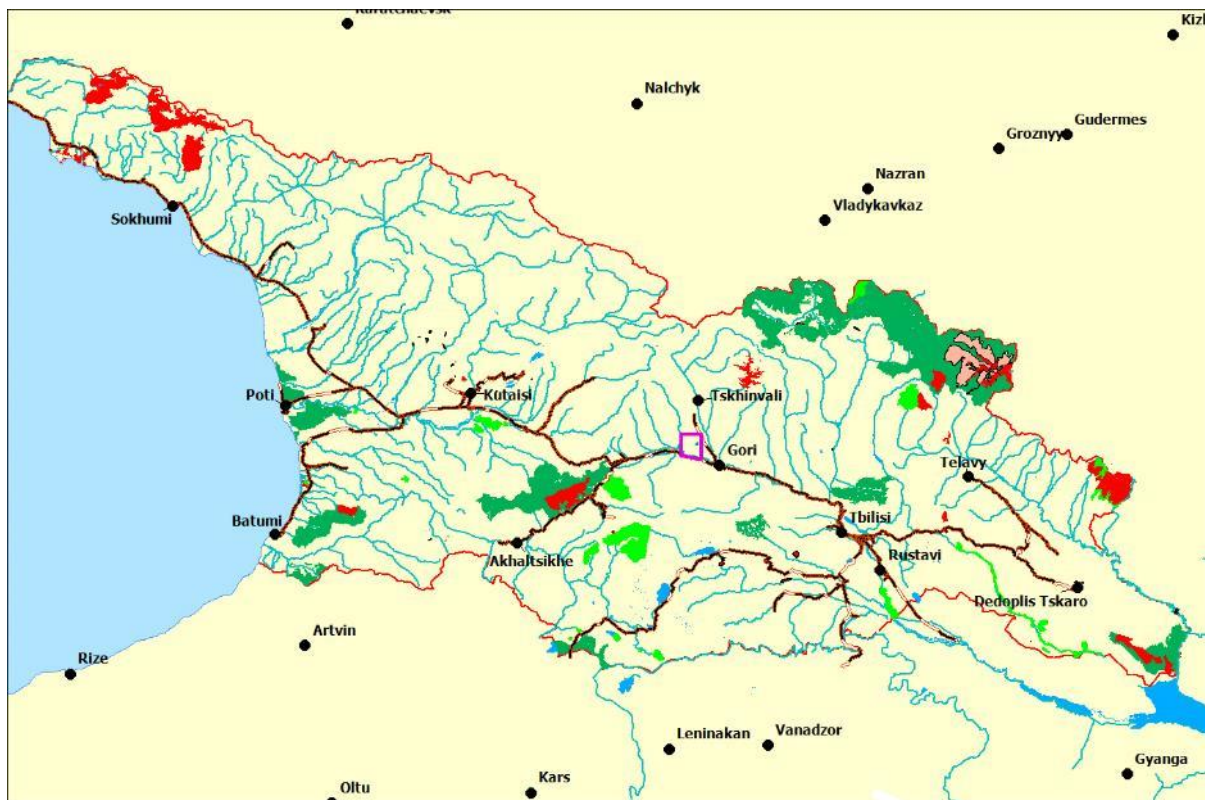 Kizl
Nalchyk
Gudermes
Groznyy
Nazran
Vladykavkaz
Sokhumi
Poti
Kutaisi
Tskhinvali
Gori
Telavy
Batumi
Tbilisi
Akhaltsikhe
Rustavi
Dedoplis Tskaro
Artvin
Rize
Leninakan
Vanadzor
Gyanga
Kars
Oltu